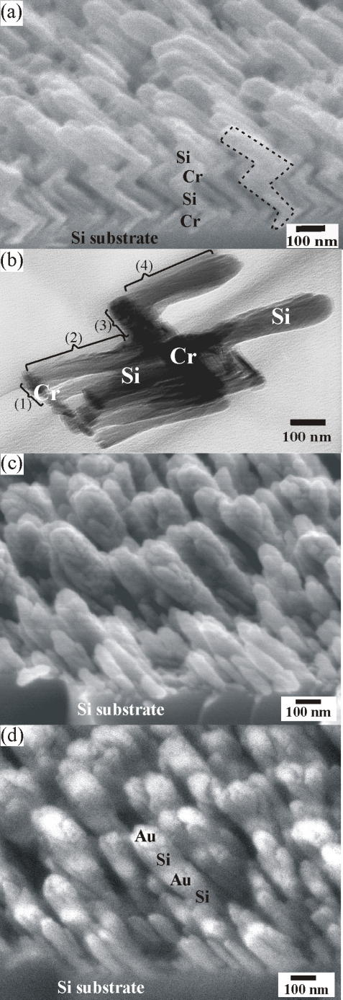 (a)
Si
Cr
Si
Cr
Si substrate
100 nm
(b)
(4)
(3)
(2)
Si
Cr
Si
Cr
(1)
100 nm
(c)
Si substrate
100 nm
(d)
Au
Si
Au
Si
Si substrate
100 nm